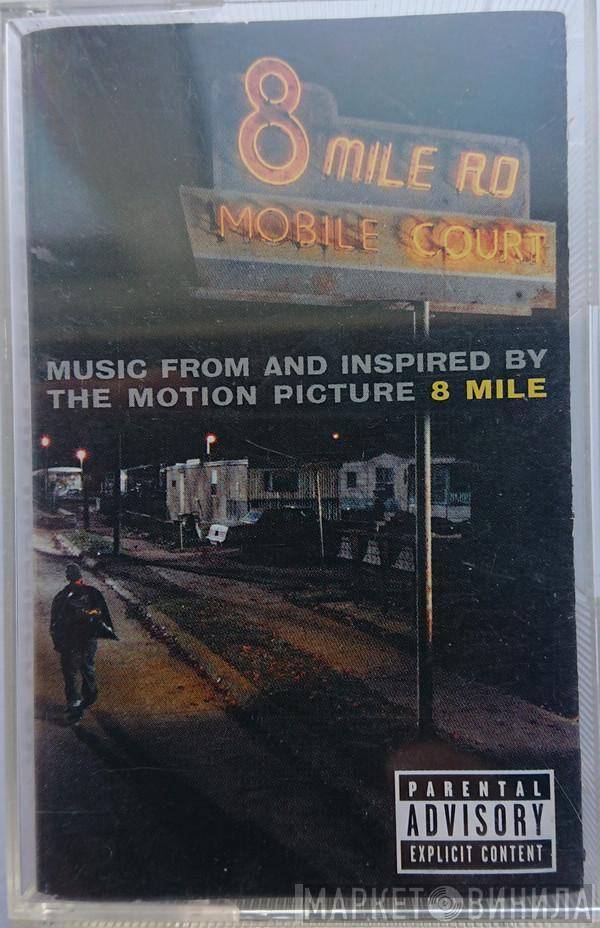 8 MILE RD
MOBILE COURT
MUSIC FROM AND INSPIRED BY
THE MOTION PICTURE 8 MILE
PARENTAL
ADVISORY
EXPLICIT CONTENT
МАРКЕТ ВИНИЛА